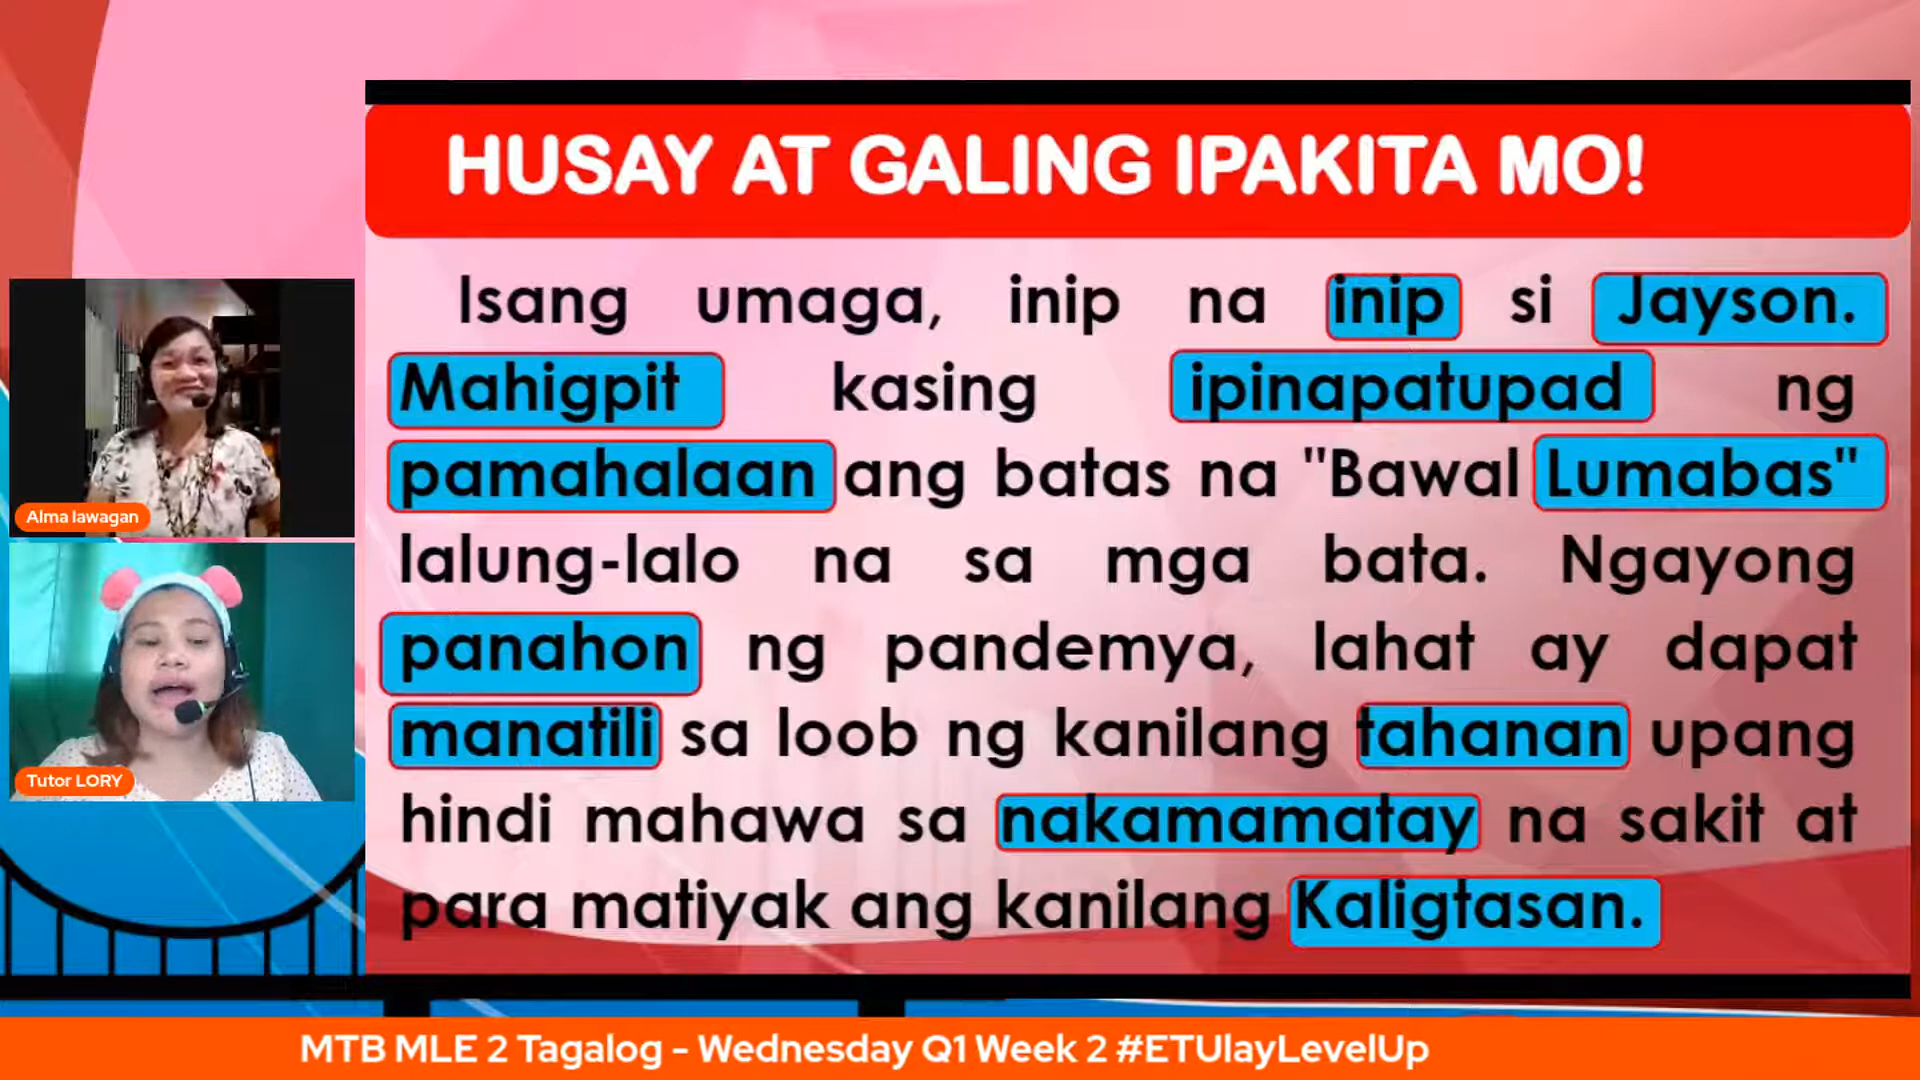 HUSAY AT GALING IPAKITA MO!
Isang umaga, inip na inip si Jayson.
Mahigpit kasing ipinapatupad ng
pamahalaan ang batas na "Bawal Lumabas"
lalung-lalo na sa mga bata. Ngayong
panahon ng pandemya, lahat ay dapat
manatili sa loob ng kanilang tahanan upang
hindi mahawa sa nakamamatay na sakit at
para matiyak ang kanilang Kaligtasan.
Alma lawagan
Tutor LORY
MTB MLE 2 Tagalog - Wednesday Q1 Week 2 #ETUlayLevelUp